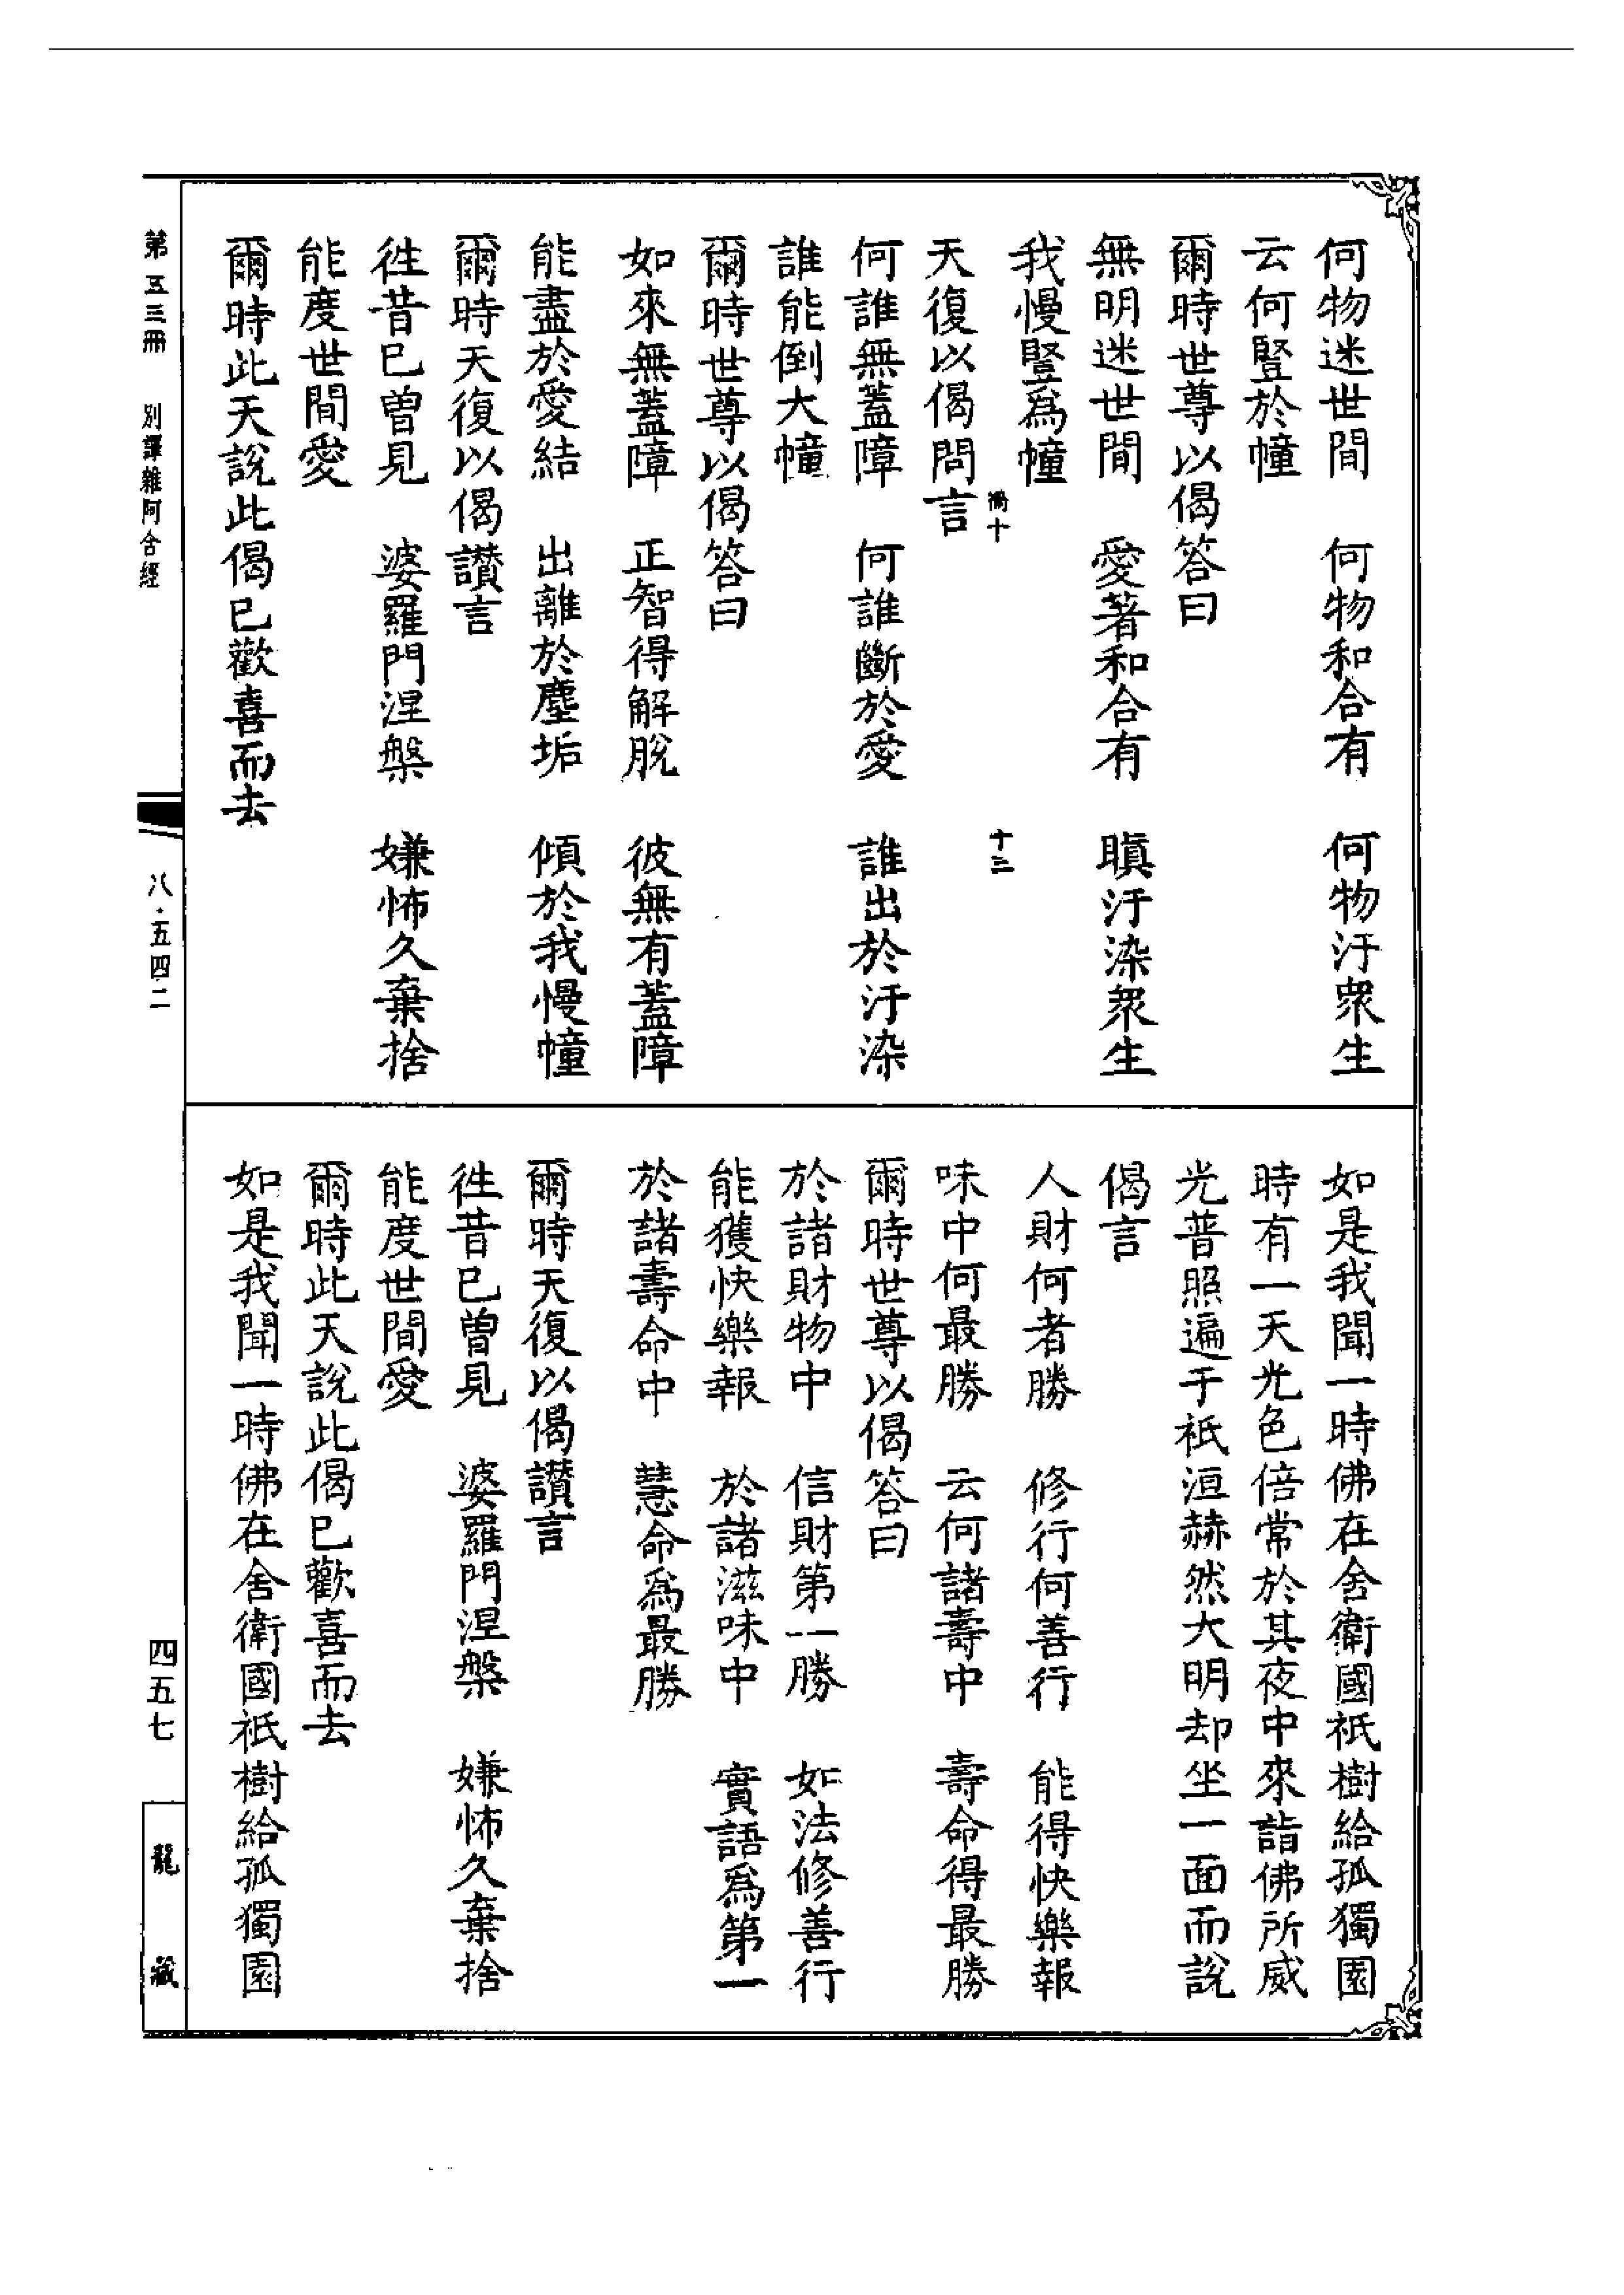 何物迷世間　何物和合有　何物汙衆生
云何豎於幢
爾時世尊以偈答曰
無明迷世間　愛著和合有　瞋汙染衆生
我慢豎爲幢
十三
天復以偈問言
何誰無蓋障　何誰斷於愛　誰出於汙染
誰能倒大幢
爾時世尊以偈答曰
如來無蓋障　正智得解脫　彼無有蓋障
能盡於愛結　出離於塵垢　傾於我慢幢
爾時天復以偈讃言
徃昔已曾見　婆羅門涅槃　嫌怖久棄捨
能度世間愛
爾時此天說此偈已歡喜而去
如是我聞一時佛在舍衛國祇樹給孤獨園
時有一天光色倍常於其夜中來詣佛所威
光普照遍于祇洹赫然大明却坐一面而說
偈言
人財何者勝　修行何善行　能得快樂報
味中何最勝　云何諸壽中　壽命得最勝
爾時世尊以偈答曰
於諸財物中　信財第一勝　如法修善行
能獲快樂報　於諸滋味中　實語爲第一
於諸壽命中　慧命爲最勝
爾時天復以偈讃言
徃昔已曾見　婆羅門涅槃　嫌怖久棄捨
能度世間愛
爾時此天說此偈已歡喜而去
如是我聞一時佛在舍衛國祇樹給孤獨園
第五三冊　別譯雜阿含經　八·五四二
四五七
龍藏